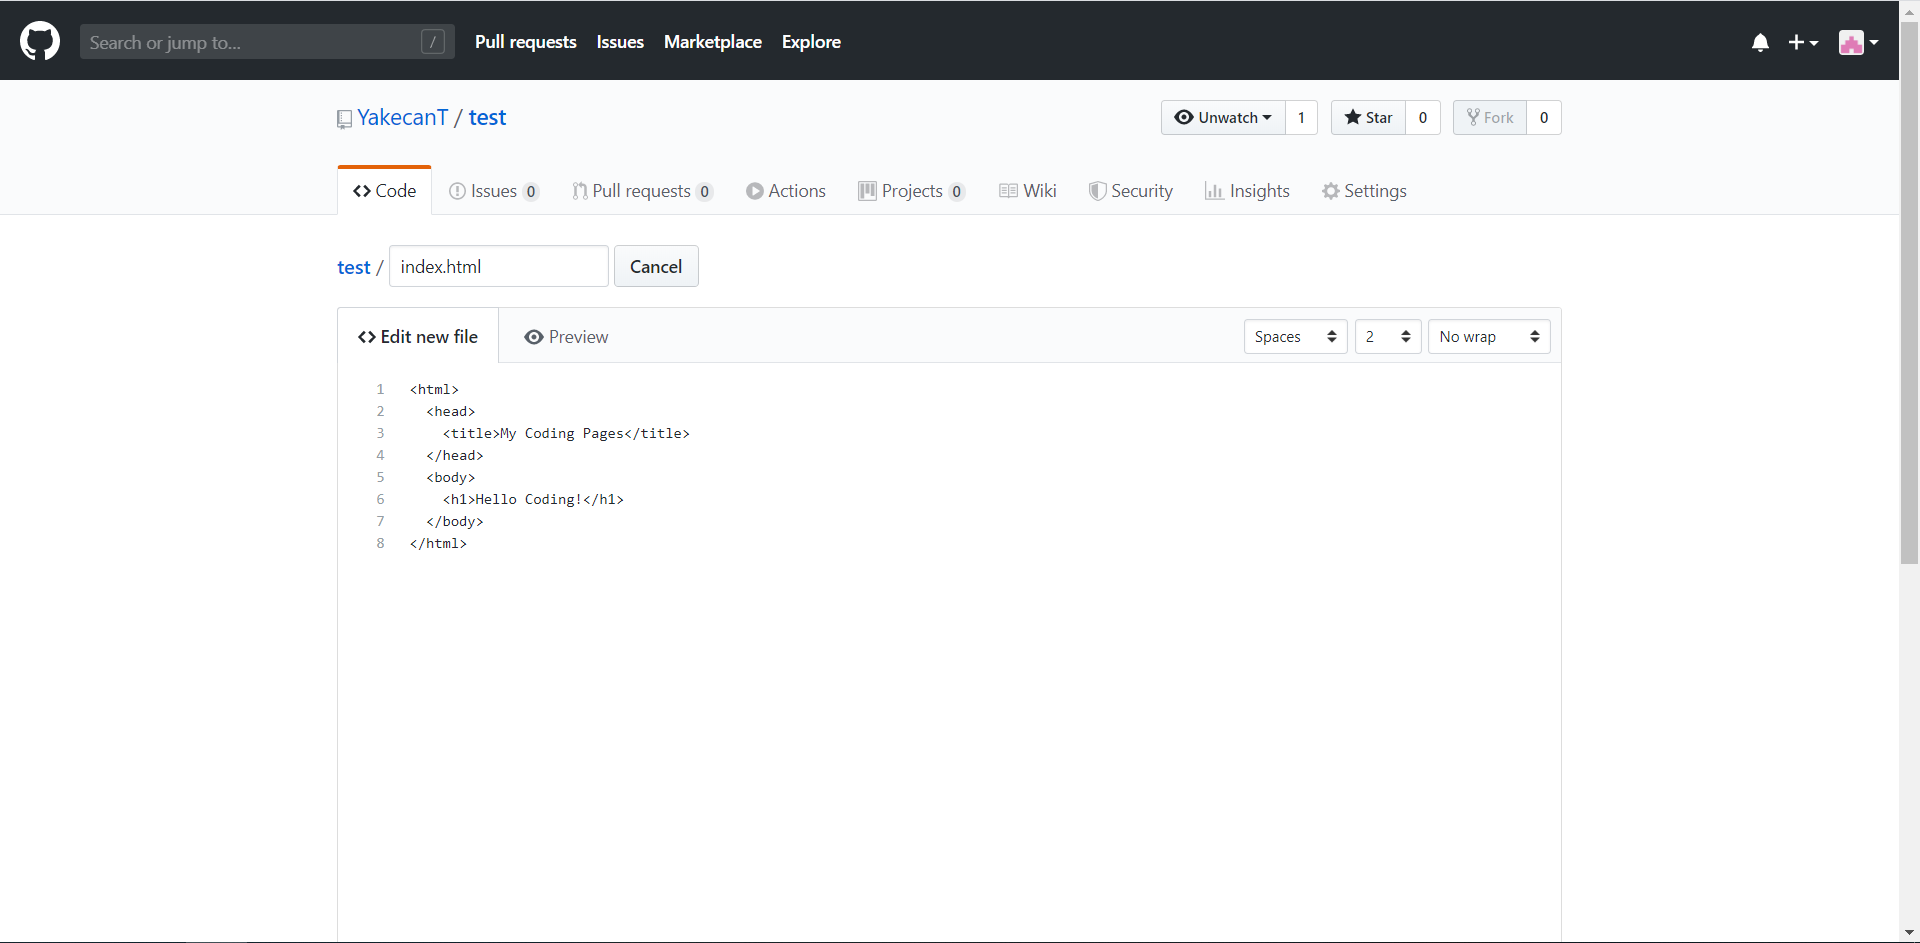 Search or jump to... /
Pull requests Issues Marketplace Explore
YakecanT / test
Unwatch 1 Star 0 Fork 0
Code Issues 0 Pull requests 0 Actions Projects 0 Wiki Security Insights Settings
test / index.html Cancel
Edit new file Preview Spaces 2 No wrap
1 <html>
2   <head>
3     <title>My Coding Pages</title>
4   </head>
5   <body>
6     <h1>Hello Coding!</h1>
7   </body>
8 </html>